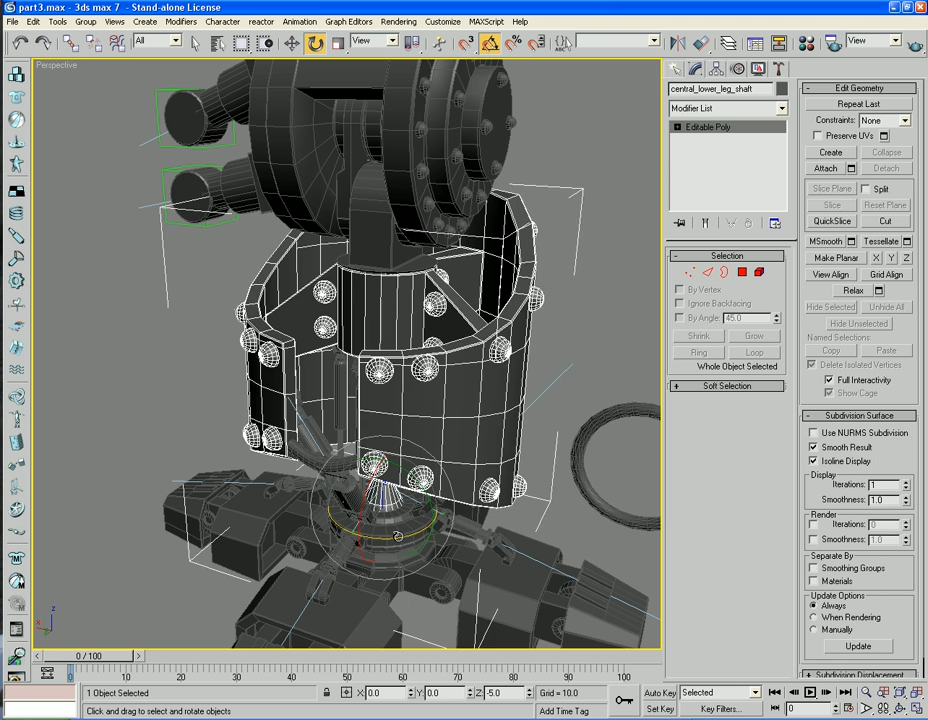 part3.max - 3ds max 7 - Stand-alone License
File Edit Tools Group Views Create Modifiers Character reactor Animation Graph Editors Rendering Customize MAXScript Help
All View View
Perspective
central_lower_leg_shaft
Modifier List
Editable Poly
Selection
By Vertex
Ignore Backfacing
By Angle: 45.0
Shrink Grow
Ring Loop
Whole Object Selected
Soft Selection
Edit Geometry
Repeat Last
Constraints: None
Preserve UVs
Create Collapse
Attach Detach
Slice Plane Split
Slice Reset Plane
QuickSlice Cut
MSmooth Tessellate
Make Planar X Y Z
View Align Grid Align
Relax
Hide Selected Unhide All
Hide Unselected
Named Selections:
Copy Paste
Delete Isolated Vertices
Full Interactivity
Show Cage
Subdivision Surface
Use NURMS Subdivision
Smooth Result
Isoline Display
Display
Iterations: 1
Smoothness: 1.0
Render
Iterations: 0
Smoothness: 1.0
Separate By
Smoothing Groups
Materials
Update Options
Always
When Rendering
Manually
Update
Subdivision Displacement
z
x
0 / 100
0 10 20 30 40 50 60 70 80 90 100
1 Object Selected X: 0.0 Y: 0.0 Z: -5.0 Grid = 10.0 Auto Key Selected
Click and drag to select and rotate objects Add Time Tag Set Key Key Filters... 0